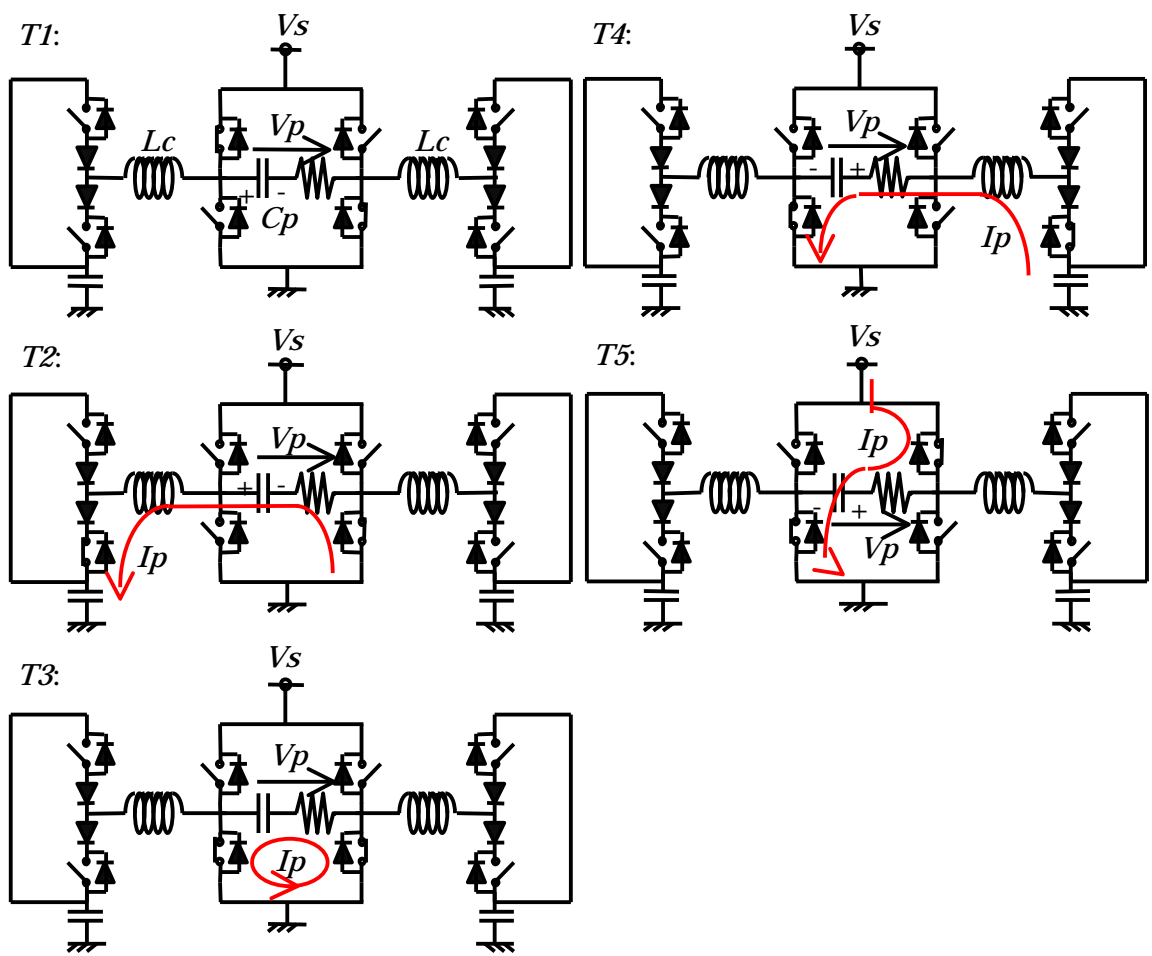 T1:
Vs
Lc
Vp
Lc
+
-
Cp
T4:
Vs
Vp
-
+
Ip
T2:
Vs
Vp
+
-
Ip
T5:
Vs
Ip
-
+
Vp
T3:
Vs
Vp
Ip